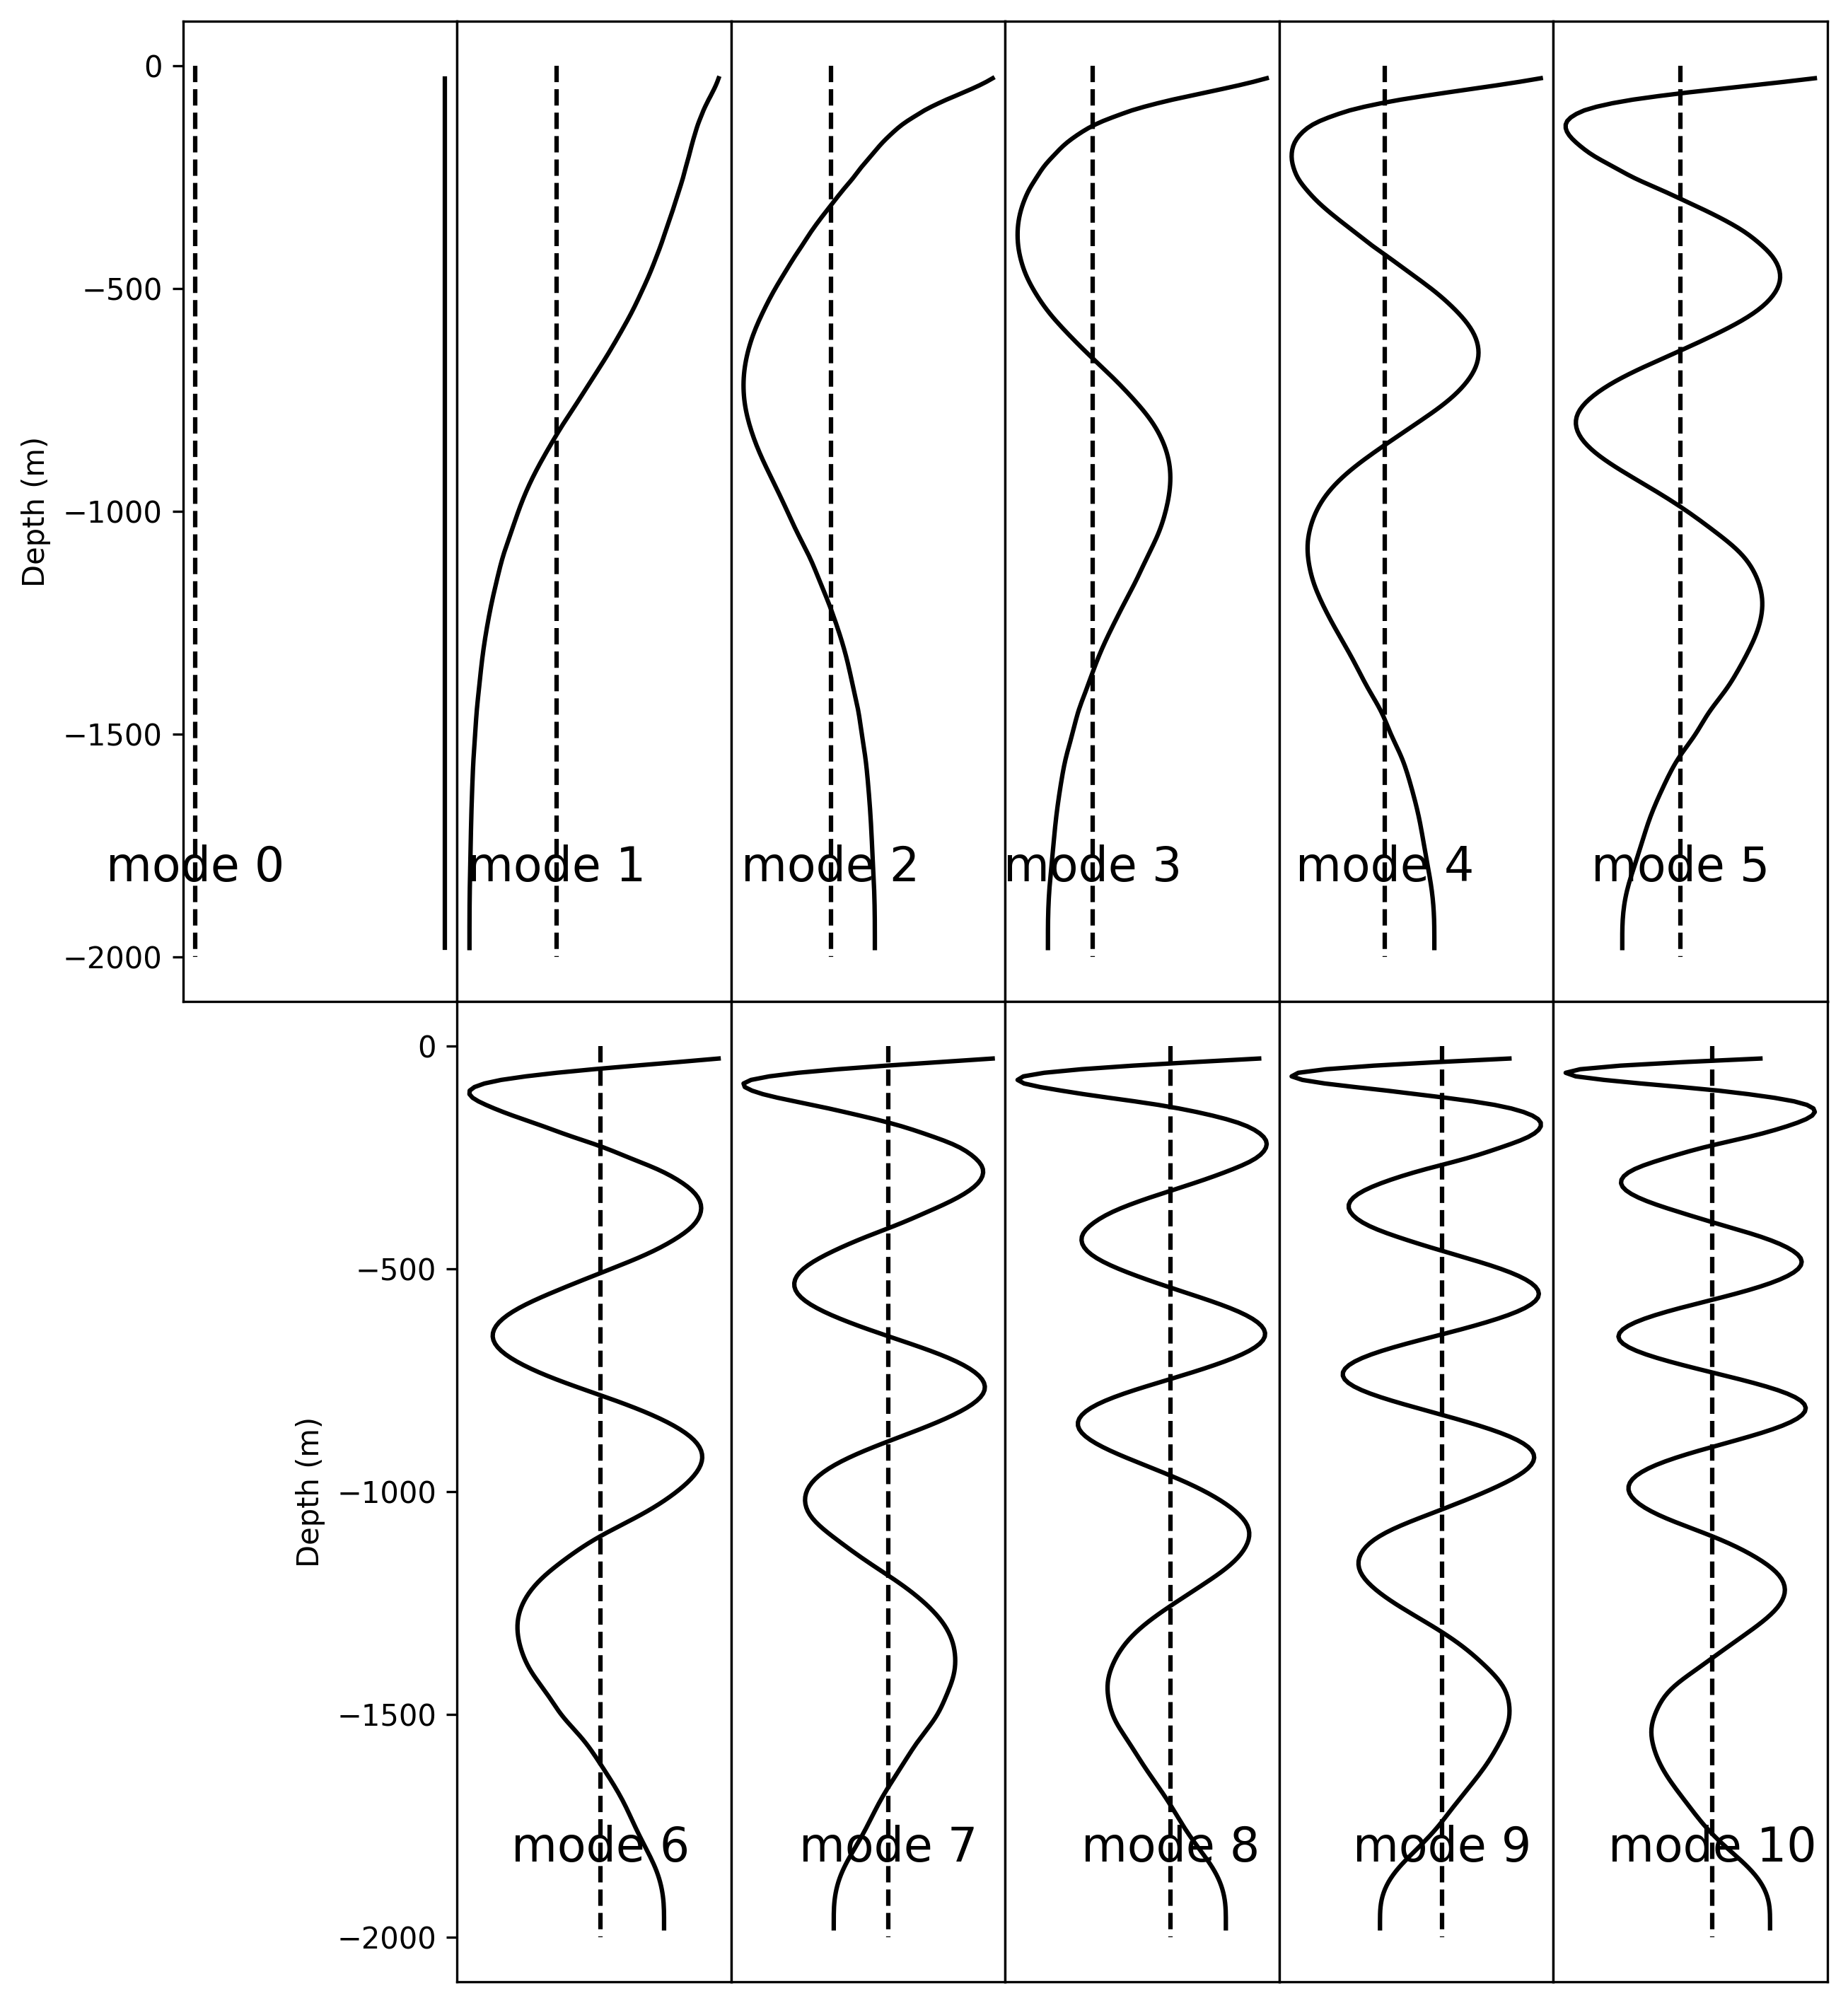 0
−500
−1000
−1500
−2000
Depth (m)
mode 0
mode 1
mode 2
mode 3
mode 4
mode 5
0
−500
−1000
−1500
−2000
Depth (m)
mode 6
mode 7
mode 8
mode 9
mode 10